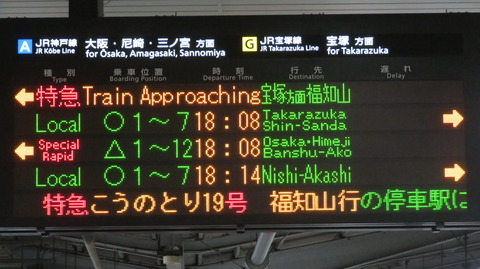 A JR神戸線 大阪・尼崎・三ノ宮 方面 G JR宝塚線 宝塚 方面
JR Kōbe Line for Osaka, Amagasaki, Sannomiya JR Takarazuka Line for Takarazuka
種別 乗車位置 時刻 行先 遅れ
Type Boarding Position Departure Time Destination Delay
←特急 Train Approaching 宝塚方面福知山
Local ○1～7 18:08 Takarazuka Shin-Sanda →
←Special Rapid △1～12 18:08 Osaka・Himeji Banshu-Ako
Local ○1～7 18:14 Nishi-Akashi →
特急こうのとり19号 福知山行の停車駅に